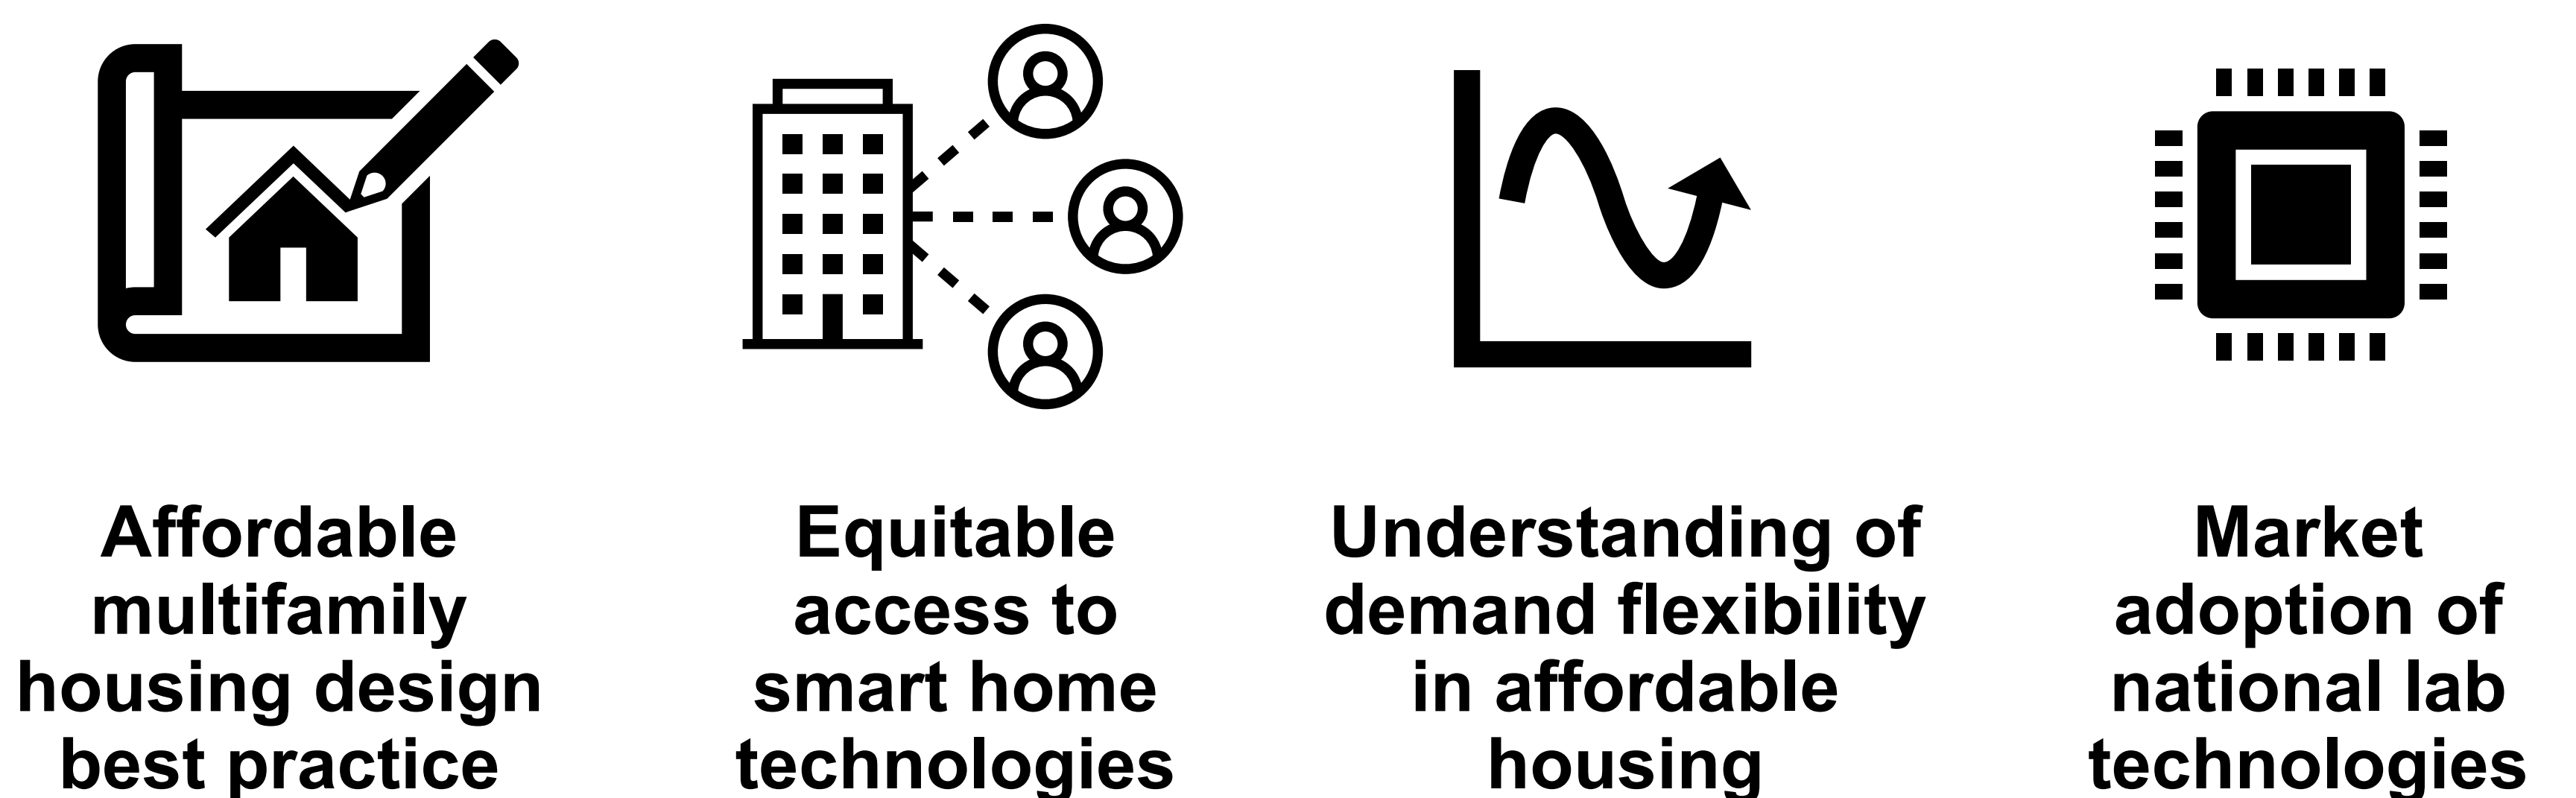 Affordable
multifamily
housing design
best practice
Equitable
access to
smart home
technologies
Understanding of
demand flexibility
in affordable
housing
Market
adoption of
national lab
technologies